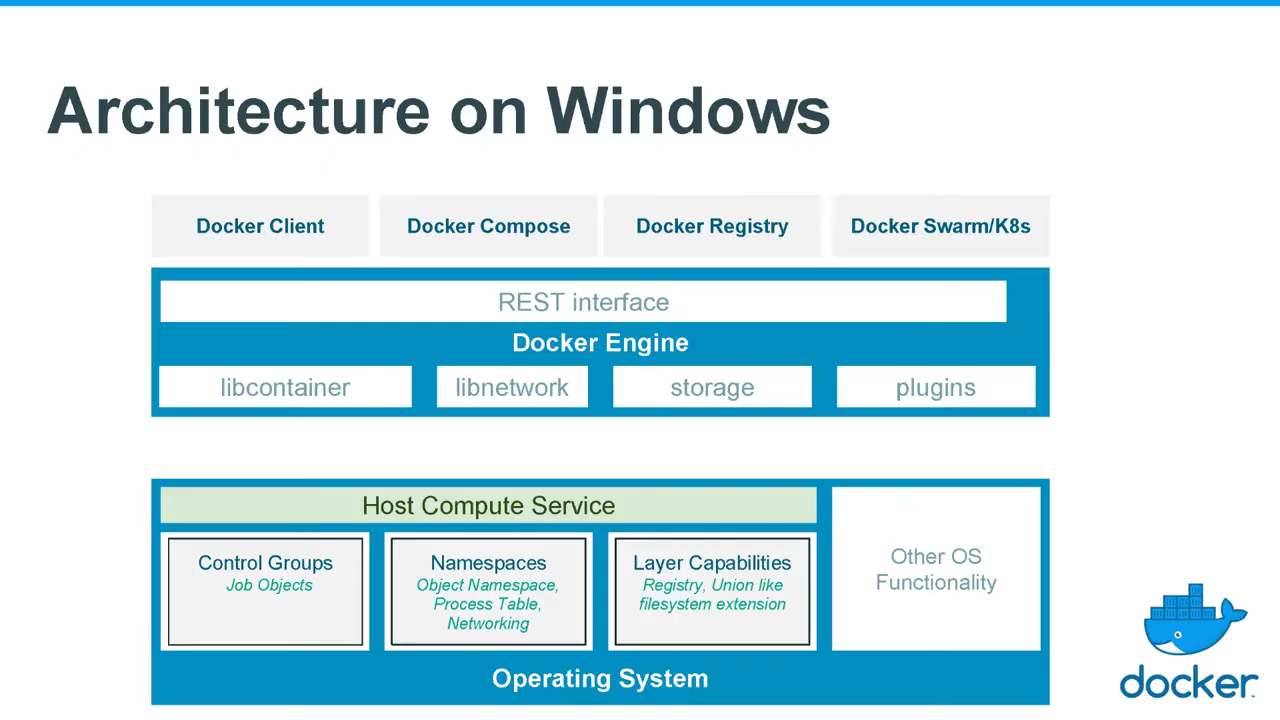 Architecture on Windows
Docker Client
Docker Compose
Docker Registry
Docker Swarm/K8s
REST interface
Docker Engine
libcontainer
libnetwork
storage
plugins
Host Compute Service
Control Groups
Job Objects
Namespaces
Object Namespace,
Process Table,
Networking
Layer Capabilities
Registry, Union like
filesystem extension
Other OS
Functionality
Operating System
docker